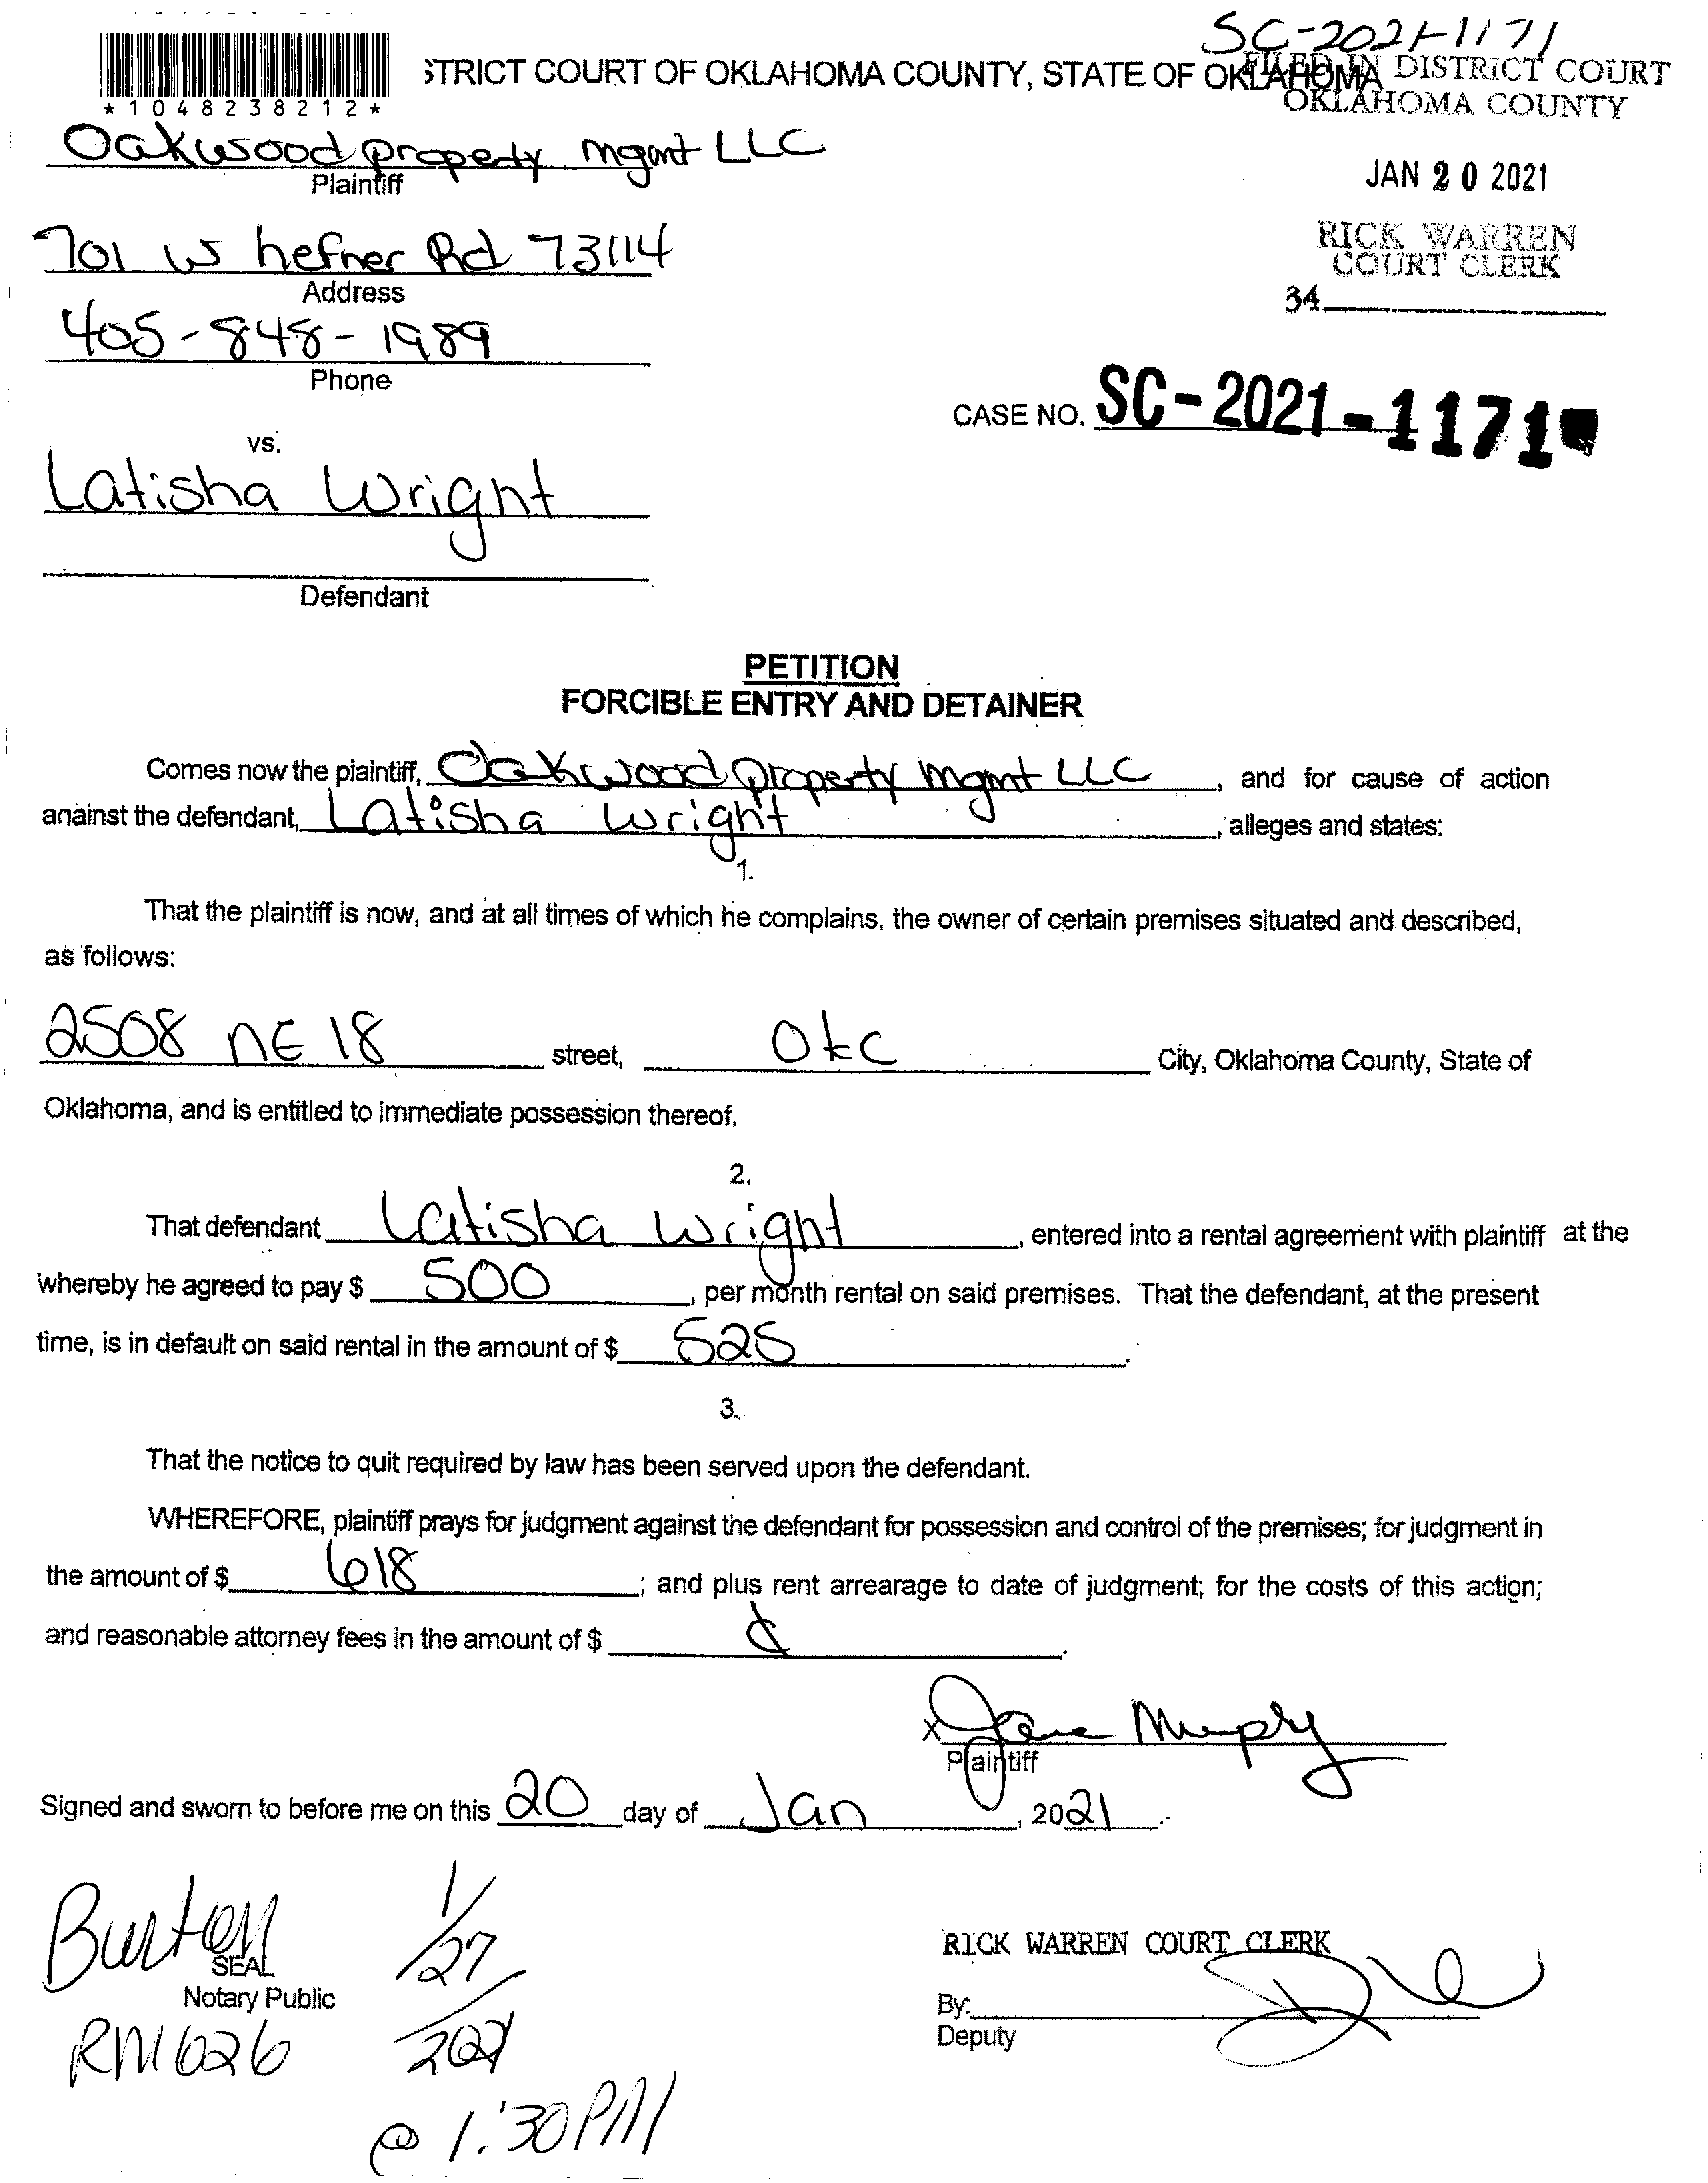 SC-2021-1171
STRICT COURT OF OKLAHOMA COUNTY, STATE OF OKLAHOMA
FILED IN DISTRICT COURT
OKLAHOMA COUNTY
*1048238212*
Oakwood property mgmt LLC
Plaintiff
JAN 20 2021
701 W hefner Rd 73114
Address
RICK WARREN
COURT CLERK
34
405-848-1989
Phone
CASE NO. SC-2021-1171
vs.
Latisha Wright
Defendant
PETITION
FORCIBLE ENTRY AND DETAINER
Comes now the plaintiff, Oakwood property mgmt LLC, and for cause of action
against the defendant, Latisha Wright, alleges and states:
1.
That the plaintiff is now, and at all times of which he complains, the owner of certain premises situated and described,
as follows:
2508 NE 18 street, OKC City, Oklahoma County, State of
Oklahoma, and is entitled to immediate possession thereof.
2.
That defendant Latisha Wright, entered into a rental agreement with plaintiff at the
whereby he agreed to pay $ 500, per month rental on said premises. That the defendant, at the present
time, is in default on said rental in the amount of $ 525.
3.
That the notice to quit required by law has been served upon the defendant.
WHEREFORE, plaintiff prays for judgment against the defendant for possession and control of the premises; for judgment in
the amount of $ 618; and plus rent arrearage to date of judgment; for the costs of this action;
and reasonable attorney fees in the amount of $
x Jane Murphy
Plaintiff
Signed and sworn to before me on this 20 day of Jan, 2021.
Burton 1/27/2021
SEAL
Notary Public
RM 626
@ 1:30 PM
RICK WARREN COURT CLERK
By:
Deputy